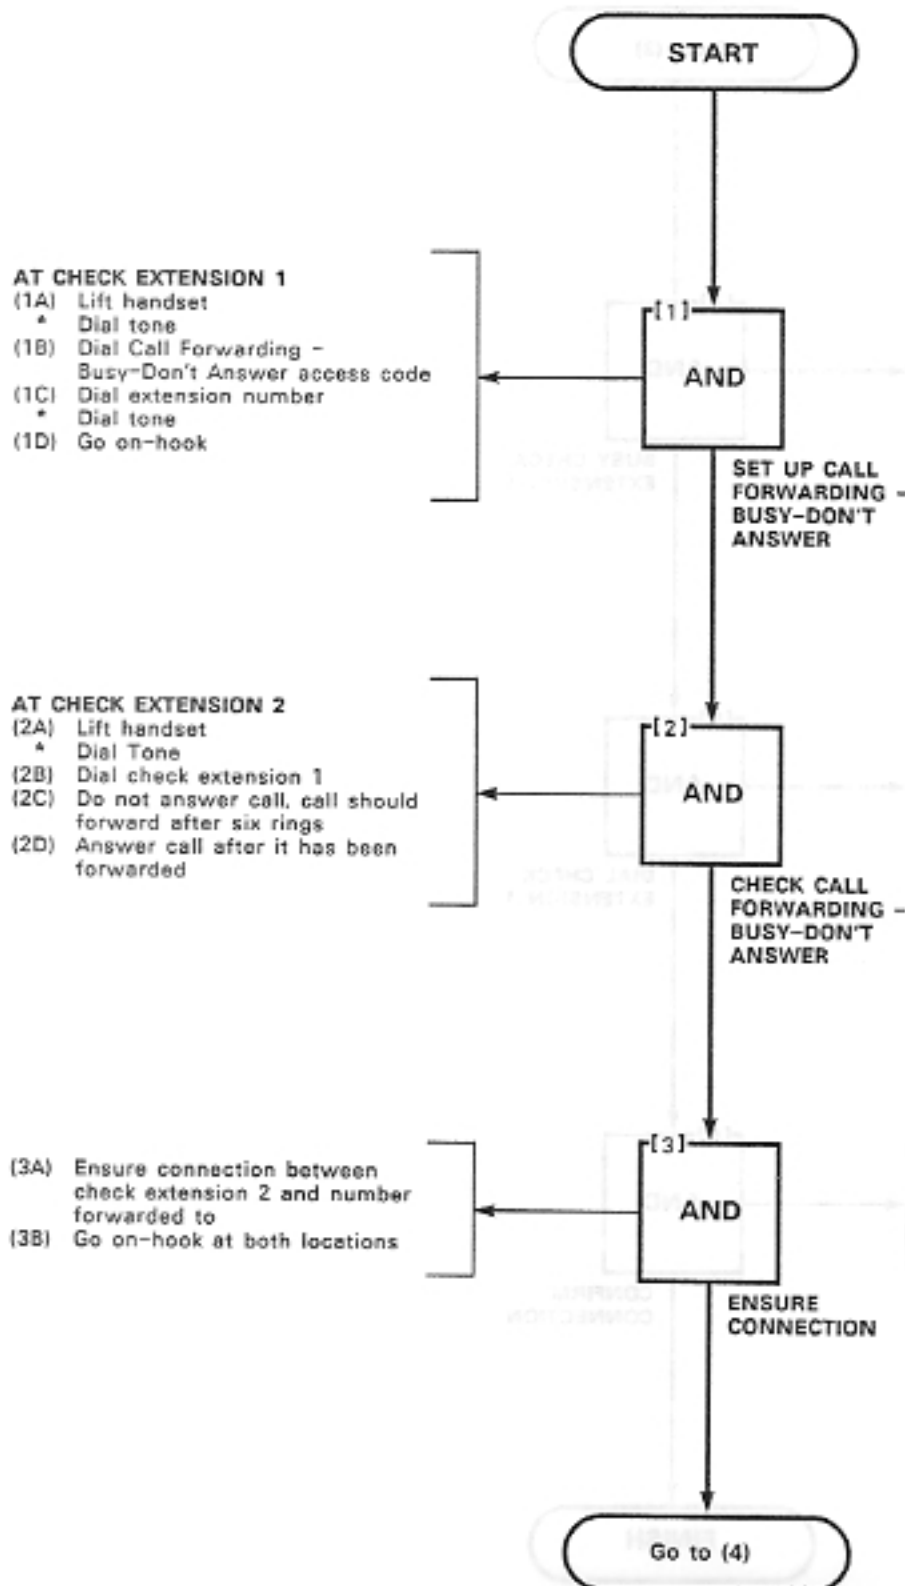 START
AT CHECK EXTENSION 1
(1A) Lift handset
* Dial tone
(1B) Dial Call Forwarding -
Busy-Don't Answer access code
(1C) Dial extension number
* Dial tone
(1D) Go on-hook
[1]
AND
SET UP CALL
FORWARDING -
BUSY-DON'T
ANSWER
AT CHECK EXTENSION 2
(2A) Lift handset
* Dial Tone
(2B) Dial check extension 1
(2C) Do not answer call, call should
forward after six rings
(2D) Answer call after it has been
forwarded
[2]
AND
CHECK CALL
FORWARDING -
BUSY-DON'T
ANSWER
(3A) Ensure connection between
check extension 2 and number
forwarded to
(3B) Go on-hook at both locations
[3]
AND
ENSURE
CONNECTION
Go to (4)